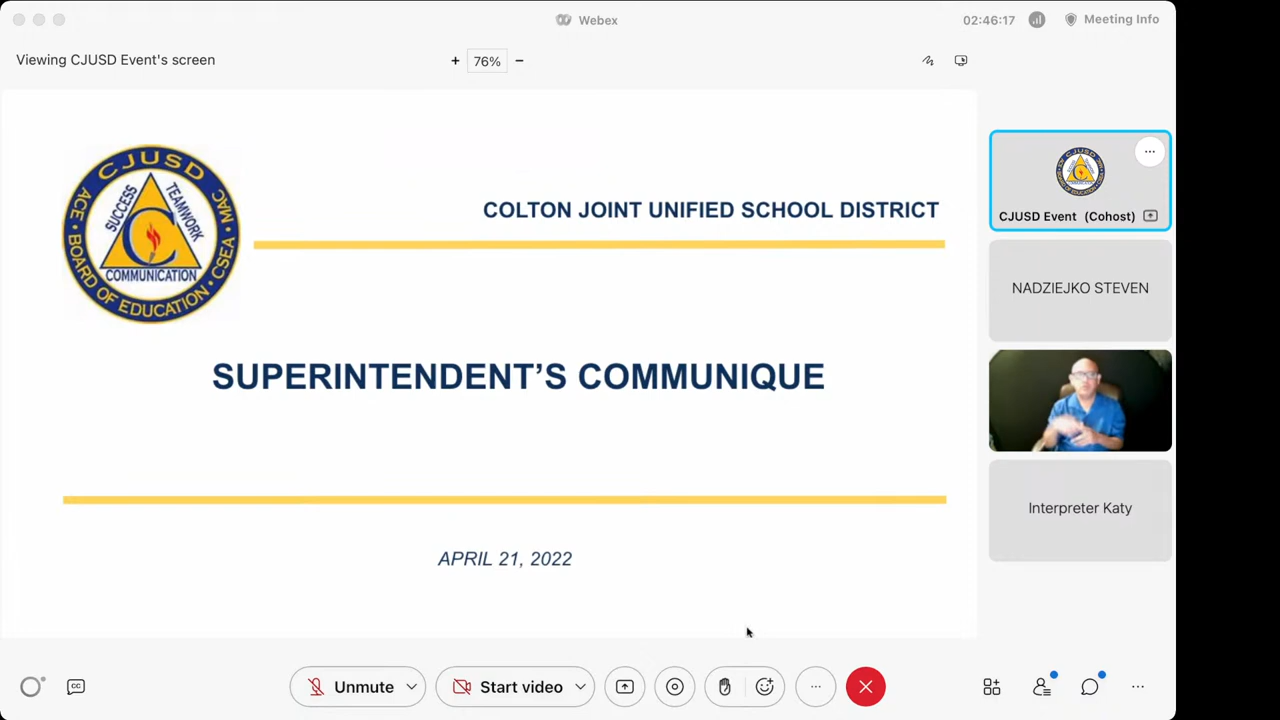 Webex
02:46:17
Meeting Info
Viewing CJUSD Event's screen
+ 76% −
CJUSD
ACE • BOARD OF EDUCATION • CSEA • MAC
SUCCESS
TEAMWORK
COMMUNICATION
C
COLTON JOINT UNIFIED SCHOOL DISTRICT
SUPERINTENDENT’S COMMUNIQUE
APRIL 21, 2022
CJUSD Event (Cohost)
NADZIEJKO STEVEN
Interpreter Katy
CC
Unmute
Start video